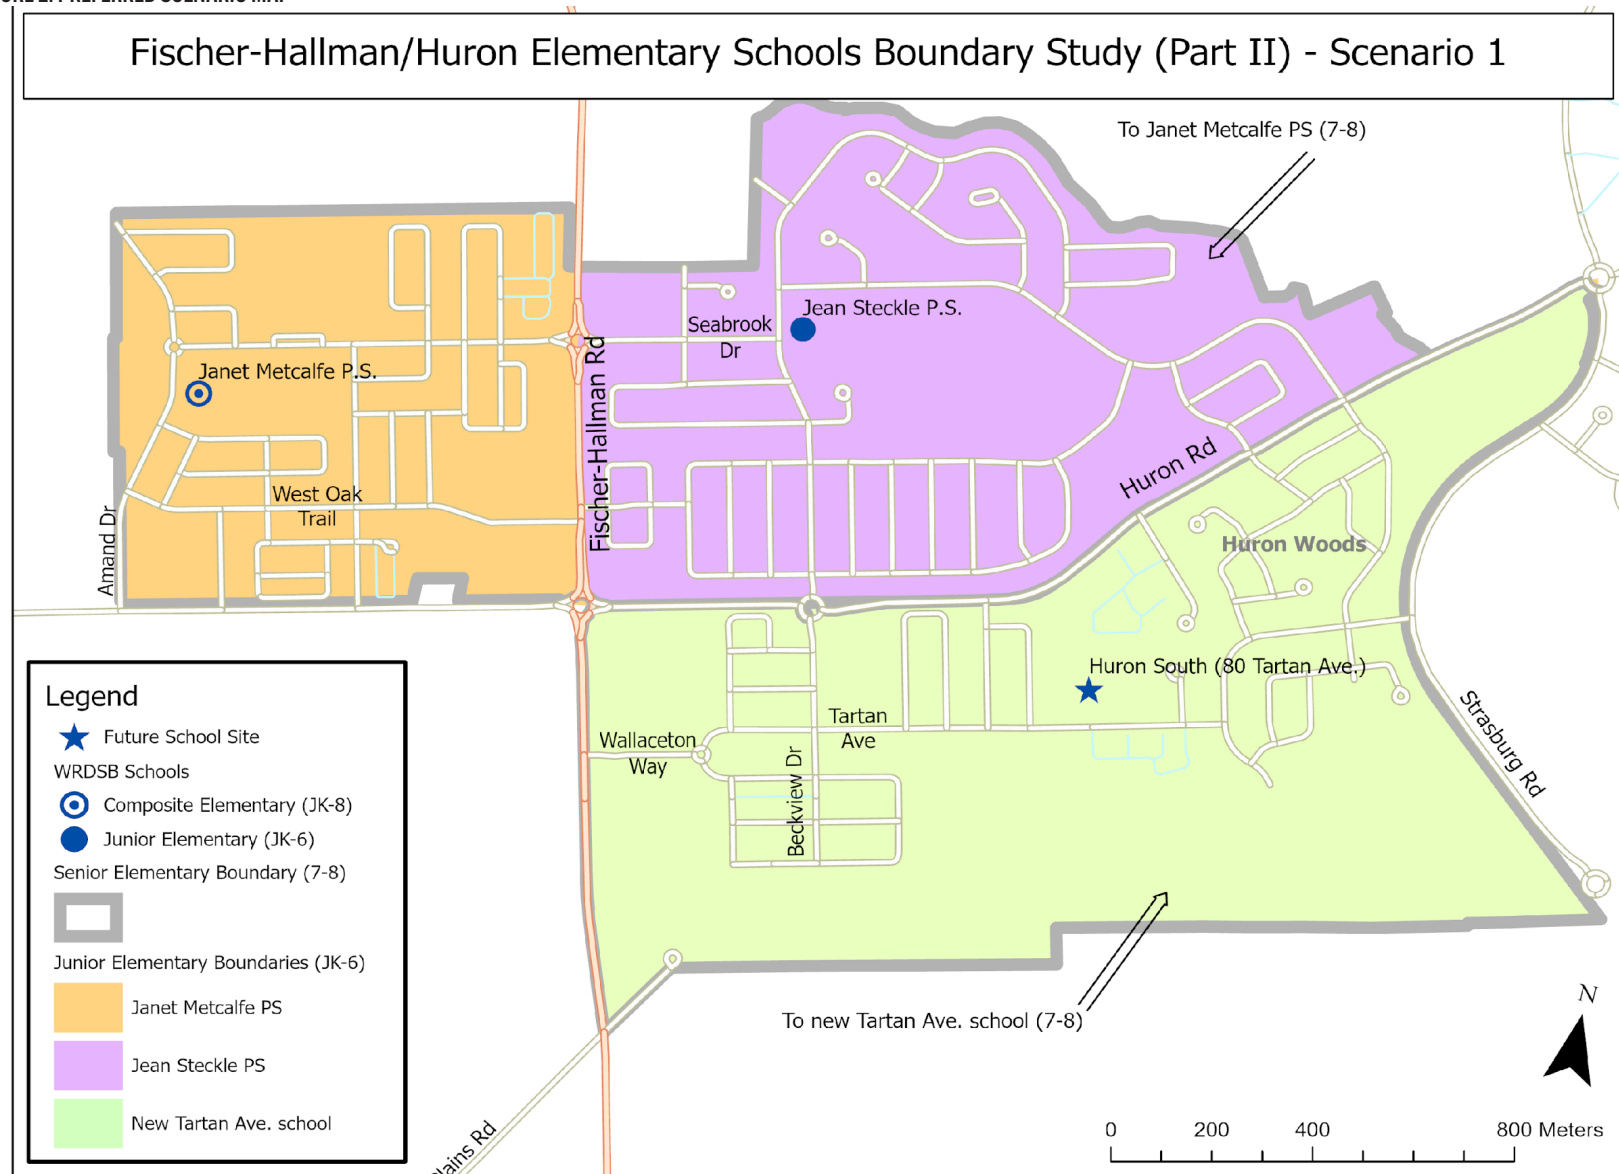 Fischer-Hallman/Huron Elementary Schools Boundary Study (Part II) - Scenario 1
To Janet Metcalfe PS (7-8)
Jean Steckle P.S.
Seabrook
Dr
Janet Metcalfe P.S.
Fischer-Hallman Rd
Huron Rd
West Oak
Trail
Amand Dr
Huron Woods
Huron South (80 Tartan Ave.)
Tartan
Ave
Wallaceton
Way
Beckview Dr
Strasburg Rd
To new Tartan Ave. school (7-8)
Legend
Future School Site
WRDSB Schools
Composite Elementary (JK-8)
Junior Elementary (JK-6)
Senior Elementary Boundary (7-8)
Junior Elementary Boundaries (JK-6)
Janet Metcalfe PS
Jean Steckle PS
New Tartan Ave. school
Rd
N
0 200 400 800 Meters